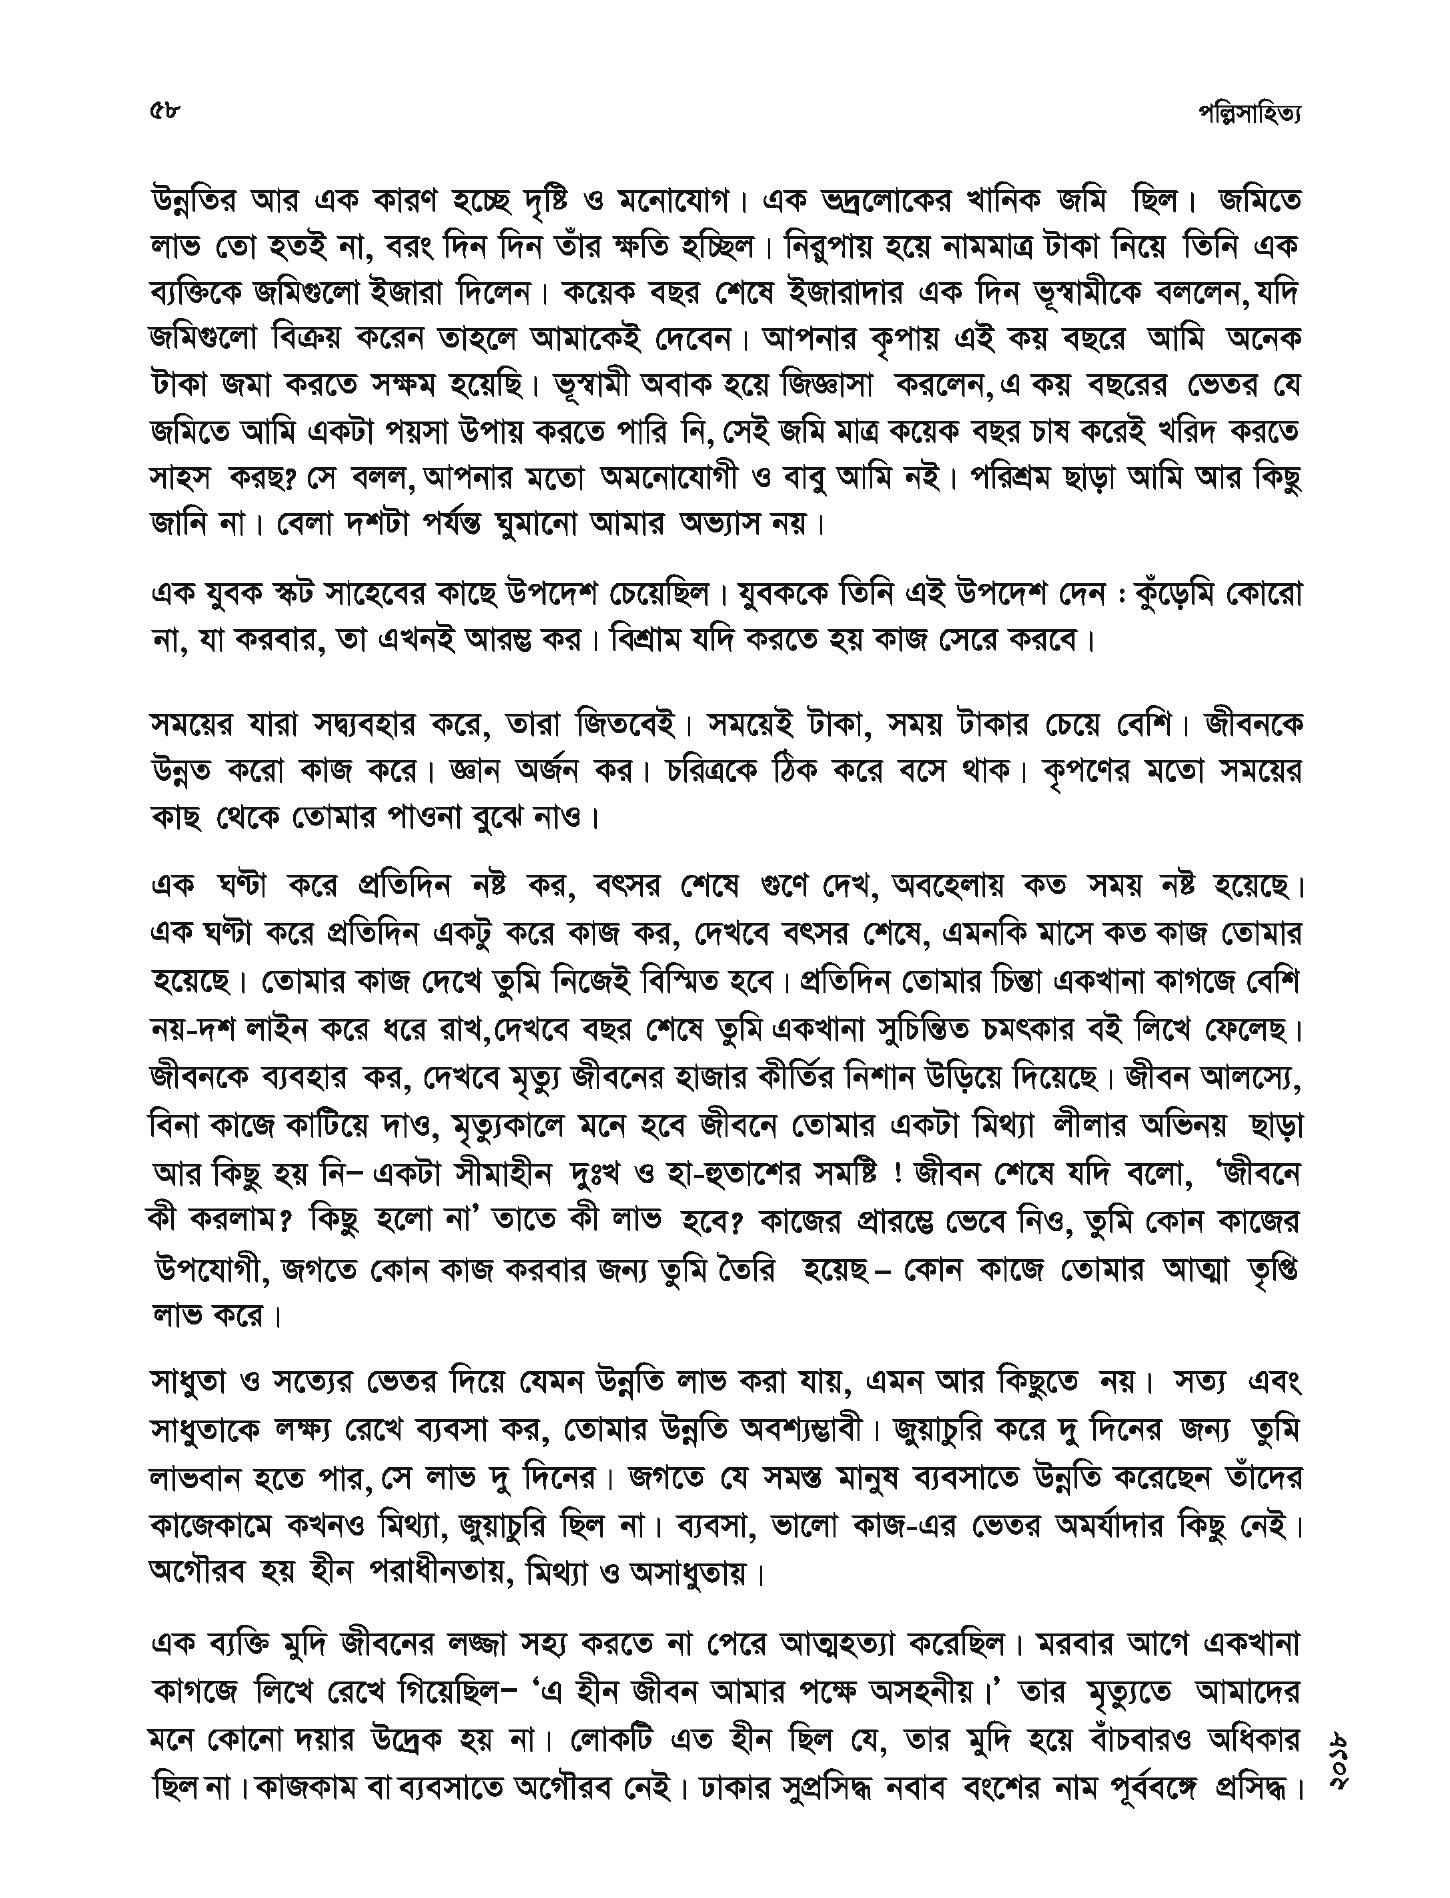 ৫৮
পল্লিসাহিত্য
উন্নতির আর এক কারণ হচ্ছে দৃষ্টি ও মনোযোগ। এক ভদ্রলোকের খানিক জমি ছিল। জমিতে
লাভ তো হতই না, বরং দিন দিন তাঁর ক্ষতি হচ্ছিল। নিরুপায় হয়ে নামমাত্র টাকা নিয়ে তিনি এক
ব্যক্তিকে জমিগুলো ইজারা দিলেন। কয়েক বছর শেষে ইজারাদার এক দিন ভূস্বামীকে বললেন, যদি
জমিগুলো বিক্রয় করেন তাহলে আমাকেই দেবেন। আপনার কৃপায় এই কয় বছরে আমি অনেক
টাকা জমা করতে সক্ষম হয়েছি। ভূস্বামী অবাক হয়ে জিজ্ঞাসা করলেন, এ কয় বছরের ভেতর যে
জমিতে আমি একটা পয়সা উপায় করতে পারি নি, সেই জমি মাত্র কয়েক বছর চাষ করেই খরিদ করতে
সাহস করছ? সে বলল, আপনার মতো অমনোযোগী ও বাবু আমি নই। পরিশ্রম ছাড়া আমি আর কিছু
জানি না। বেলা দশটা পর্যন্ত ঘুমানো আমার অভ্যাস নয়।
এক যুবক স্কট সাহেবের কাছে উপদেশ চেয়েছিল। যুবককে তিনি এই উপদেশ দেন : কুঁড়েমি কোরো
না, যা করবার, তা এখনই আরম্ভ কর। বিশ্রাম যদি করতে হয় কাজ সেরে করবে।
সময়ের যারা সদ্ব্যবহার করে, তারা জিতবেই। সময়েই টাকা, সময় টাকার চেয়ে বেশি। জীবনকে
উন্নত করো কাজ করে। জ্ঞান অর্জন কর। চরিত্রকে ঠিক করে বসে থাক। কৃপণের মতো সময়ের
কাছ থেকে তোমার পাওনা বুঝে নাও।
এক ঘণ্টা করে প্রতিদিন নষ্ট কর, বৎসর শেষে গুণে দেখ, অবহেলায় কত সময় নষ্ট হয়েছে।
এক ঘণ্টা করে প্রতিদিন একটু করে কাজ কর, দেখবে বৎসর শেষে, এমনকি মাসে কত কাজ তোমার
হয়েছে। তোমার কাজ দেখে তুমি নিজেই বিস্মিত হবে। প্রতিদিন তোমার চিন্তা একখানা কাগজে বেশি
নয়-দশ লাইন করে ধরে রাখ,দেখবে বছর শেষে তুমি একখানা সুচিন্তিত চমৎকার বই লিখে ফেলেছ।
জীবনকে ব্যবহার কর, দেখবে মৃত্যু জীবনের হাজার কীর্তির নিশান উড়িয়ে দিয়েছে। জীবন আলস্যে,
বিনা কাজে কাটিয়ে দাও, মৃত্যুকালে মনে হবে জীবনে তোমার একটা মিথ্যা লীলার অভিনয় ছাড়া
আর কিছু হয় নি– একটা সীমাহীন দুঃখ ও হা-হুতাশের সমষ্টি ! জীবন শেষে যদি বলো, ‘জীবনে
কী করলাম? কিছু হলো না’ তাতে কী লাভ হবে? কাজের প্রারম্ভে ভেবে নিও, তুমি কোন কাজের
উপযোগী, জগতে কোন কাজ করবার জন্য তুমি তৈরি হয়েছ – কোন কাজে তোমার আত্মা তৃপ্তি
লাভ করে।
সাধুতা ও সত্যের ভেতর দিয়ে যেমন উন্নতি লাভ করা যায়, এমন আর কিছুতে নয়। সত্য এবং
সাধুতাকে লক্ষ্য রেখে ব্যবসা কর, তোমার উন্নতি অবশ্যম্ভাবী। জুয়াচুরি করে দু দিনের জন্য তুমি
লাভবান হতে পার, সে লাভ দু দিনের। জগতে যে সমস্ত মানুষ ব্যবসাতে উন্নতি করেছেন তাঁদের
কাজেকামে কখনও মিথ্যা, জুয়াচুরি ছিল না। ব্যবসা, ভালো কাজ-এর ভেতর অমর্যাদার কিছু নেই।
অগৌরব হয় হীন পরাধীনতায়, মিথ্যা ও অসাধুতায়।
এক ব্যক্তি মুদি জীবনের লজ্জা সহ্য করতে না পেরে আত্মহত্যা করেছিল। মরবার আগে একখানা
কাগজে লিখে রেখে গিয়েছিল– ‘এ হীন জীবন আমার পক্ষে অসহনীয়।’ তার মৃত্যুতে আমাদের
মনে কোনো দয়ার উদ্রেক হয় না। লোকটি এত হীন ছিল যে, তার মুদি হয়ে বাঁচবারও অধিকার
ছিল না। কাজকাম বা ব্যবসাতে অগৌরব নেই। ঢাকার সুপ্রসিদ্ধ নবাব বংশের নাম পূর্ববঙ্গে প্রসিদ্ধ।
২০১৮